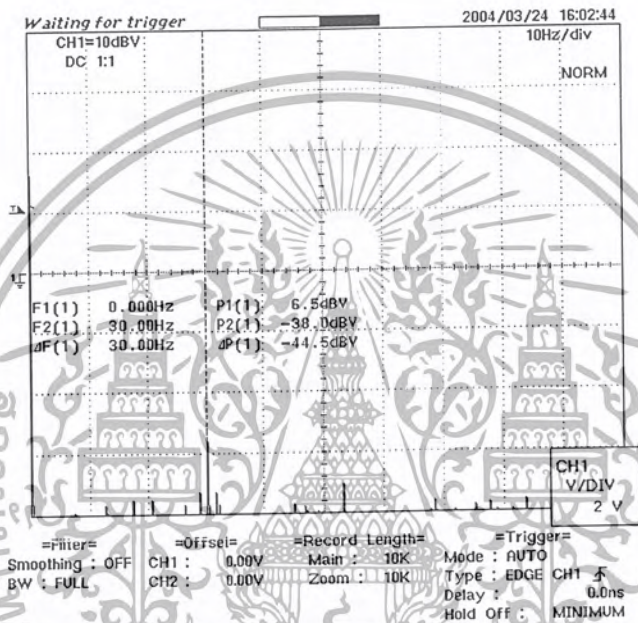 Waiting for trigger 2004/03/24 16:02:44
CH1=10dBV 10Hz/div
DC 1:1
NORM
F1(1) 0.000Hz P1(1) 6.5dBV
F2(1) 30.00Hz P2(1) -38.0dBV
ΔF(1) 30.00Hz ΔP(1) -44.5dBV
CH1
V/DIV
2 V
=Filter= =Offset= =Record Length= =Trigger=
Smoothing : OFF CH1 : 0.00V Main : 10K Mode : AUTO
BW : FULL CH2 : 0.00V Zoom : 10K Type : EDGE CH1
Delay : 0.0ns
Hold Off : MINIMUM